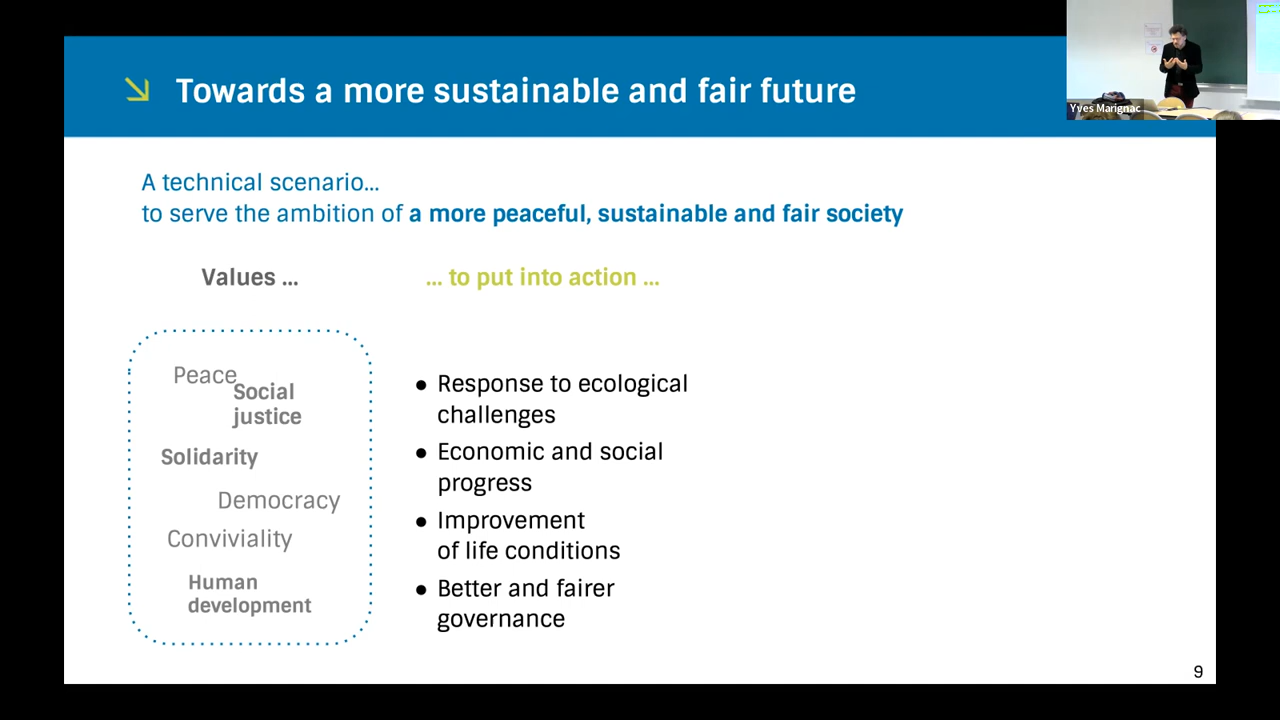 Towards a more sustainable and fair future
Yves Marignac
A technical scenario...
to serve the ambition of a more peaceful, sustainable and fair society
Values ...
... to put into action ...
Peace
Social
justice
Solidarity
Democracy
Conviviality
Human
development
● Response to ecological
challenges
● Economic and social
progress
● Improvement
of life conditions
● Better and fairer
governance
9